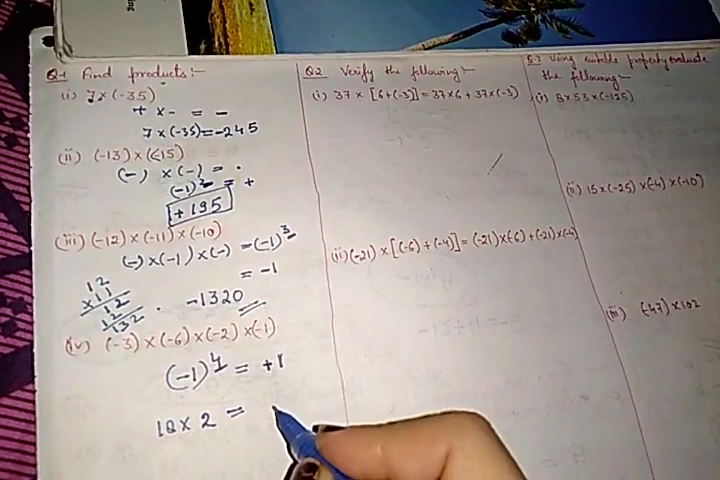 Q-1 Find products:-
(i) 7×(-35)
+ × - = -
7×(-35)=-245
(ii) (-13)×(-15)
(-) ×(-) = .
(-1)² = +
+195
(iii) (-12)×(-11)×(-10)
(-)×(-1)×(-) =(-1)³
= -1
12
×11
12
12
132 . -1320
(iv) (-3)×(-6)×(-2)×(-1)
(-1)⁴ = +1
18× 2 =
Q2 Verify the following:-
(i) 37 × [6+(-3)]=37×6 + 37×(-3)
(ii) (-21) × [(-6) +(-4)]= (-21)×(-6) +(-21)×(-4)
Q-3 Using suitable property evaluate
the following:-
(i) 8×53×(-125)
(ii) 15×(-25) ×(-4) ×(-10)
(iii) (-47)×102